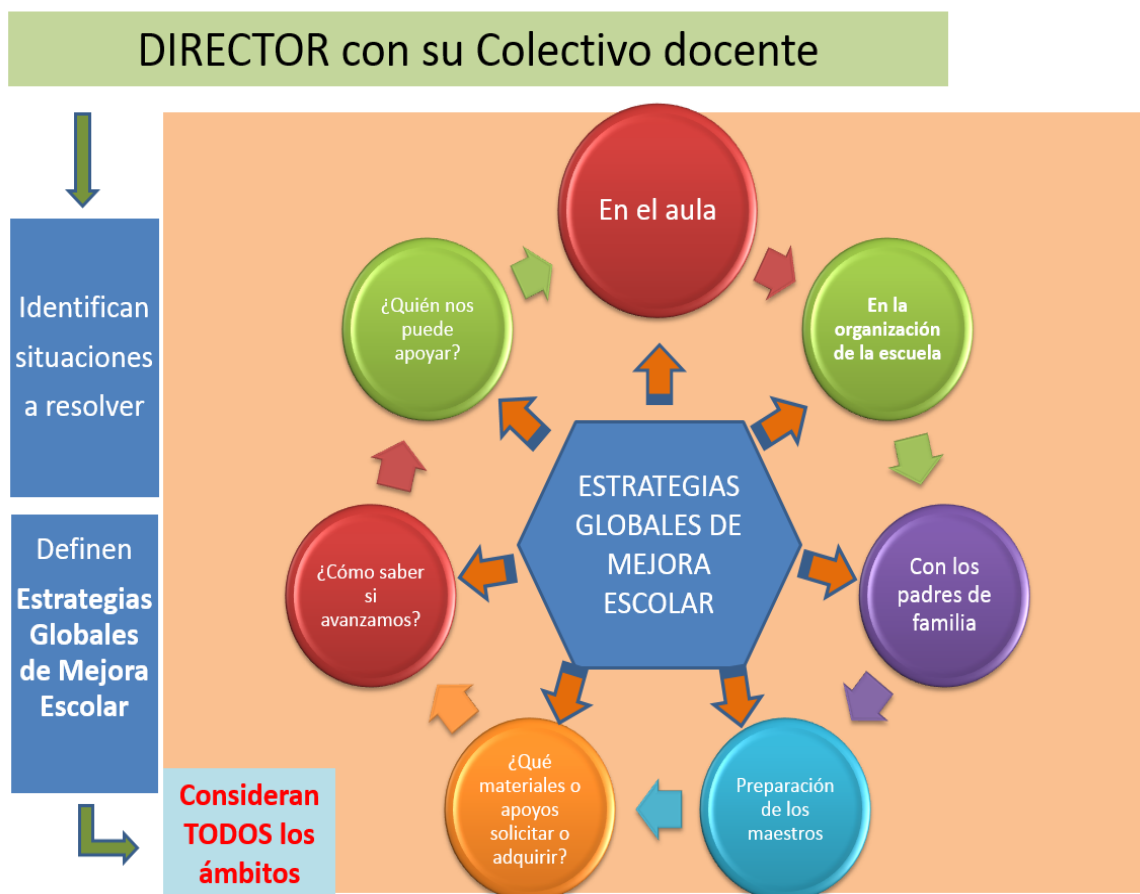 DIRECTOR con su Colectivo docente
Identifican
situaciones
a resolver
Definen
Estrategias
Globales
de Mejora
Escolar
Consideran
TODOS los
ámbitos
En el aula
En la
organización
de la escuela
Con los
padres de
familia
Preparación
de los
maestros
¿Qué
materiales o
apoyos
solicitar o
adquirir?
¿Cómo saber
si
avanzamos?
¿Quién nos
puede
apoyar?
ESTRATEGIAS
GLOBALES DE
MEJORA
ESCOLAR